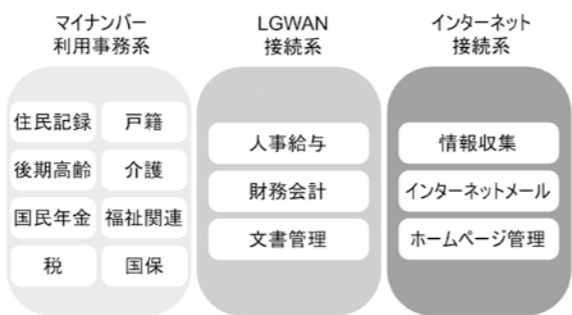 マイナンバー
利用事務系
LGWAN
接続系
インターネット
接続系
住民記録
戸籍
後期高齢
介護
国民年金
福祉関連
税
国保
人事給与
財務会計
文書管理
情報収集
インターネットメール
ホームページ管理